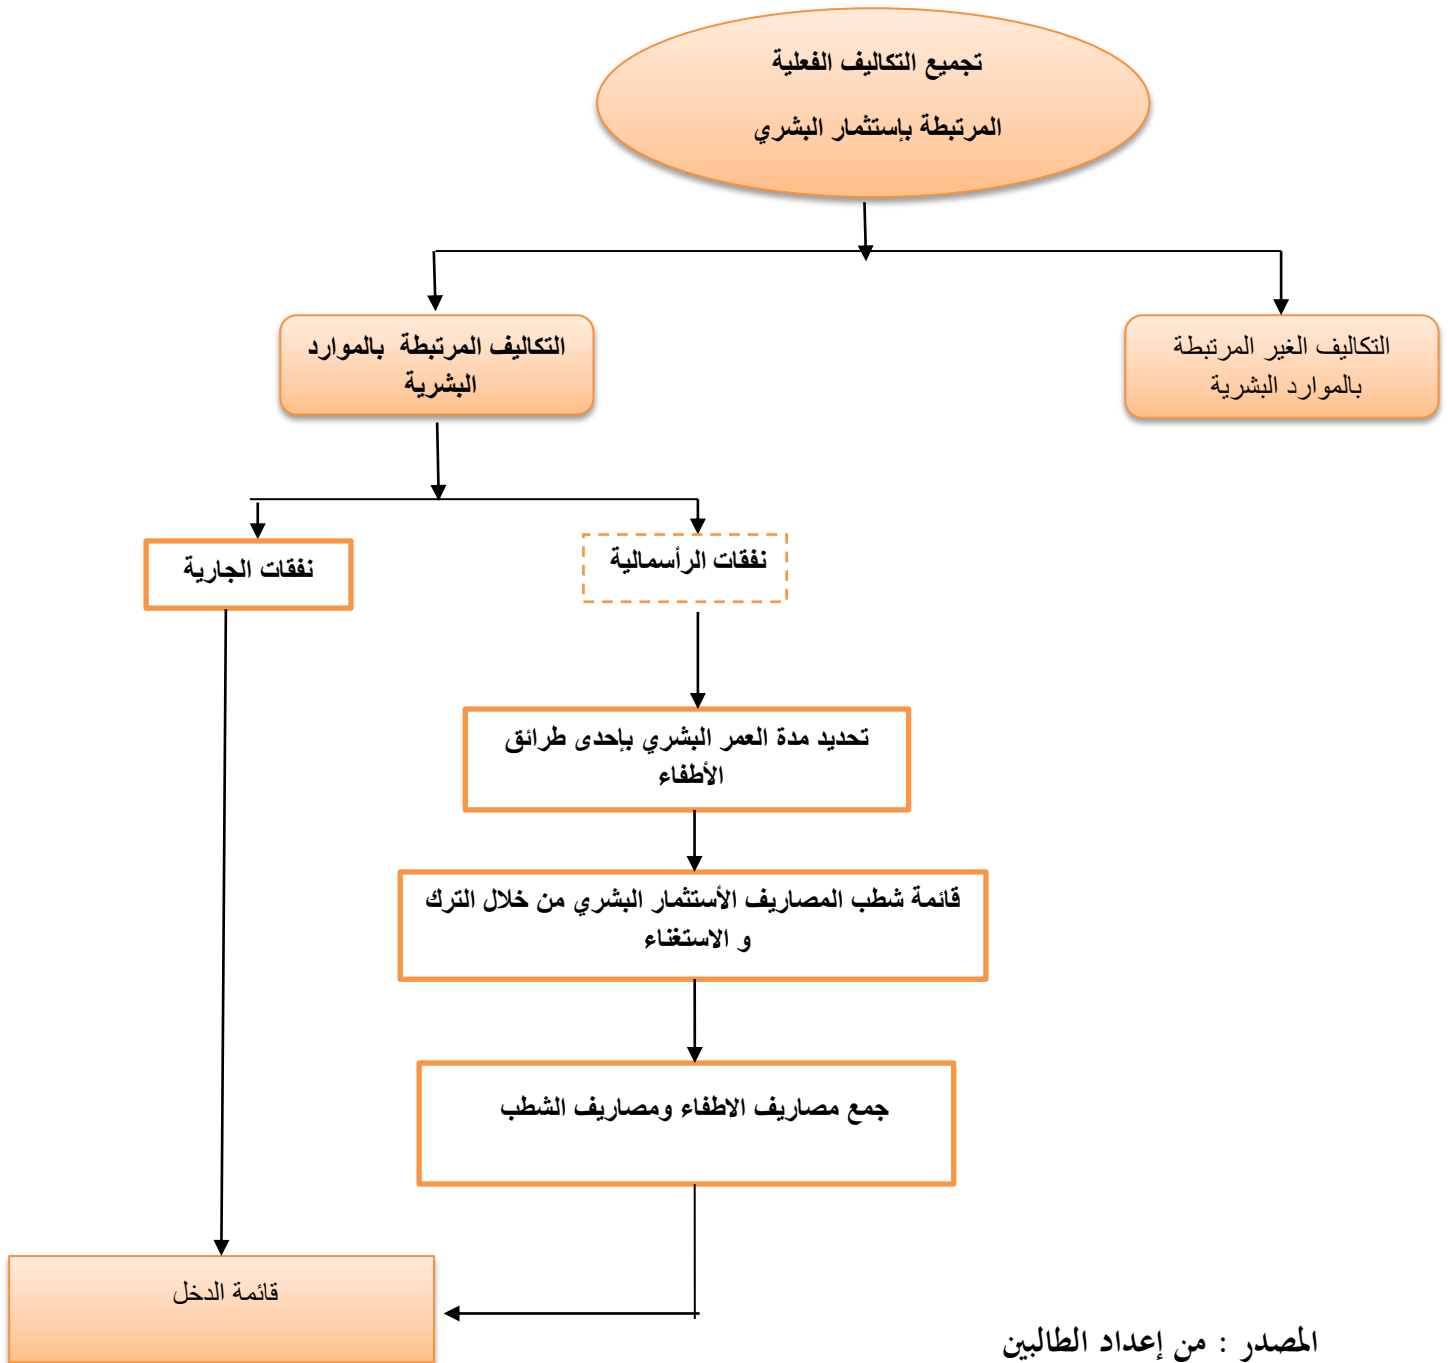 تجميع التكاليف الفعلية
المرتبطة بإستثمار البشري
التكاليف الغير المرتبطة
بالموارد البشرية
التكاليف المرتبطة بالموارد
البشرية
نفقات الرأسمالية
نفقات الجارية
تحديد مدة العمر البشري بإحدى طرائق
الأطفاء
قائمة شطب المصاريف الأستثمار البشري من خلال الترك
و الاستغناء
جمع مصاريف الاطفاء ومصاريف الشطب
قائمة الدخل
المصدر : من إعداد الطالبين